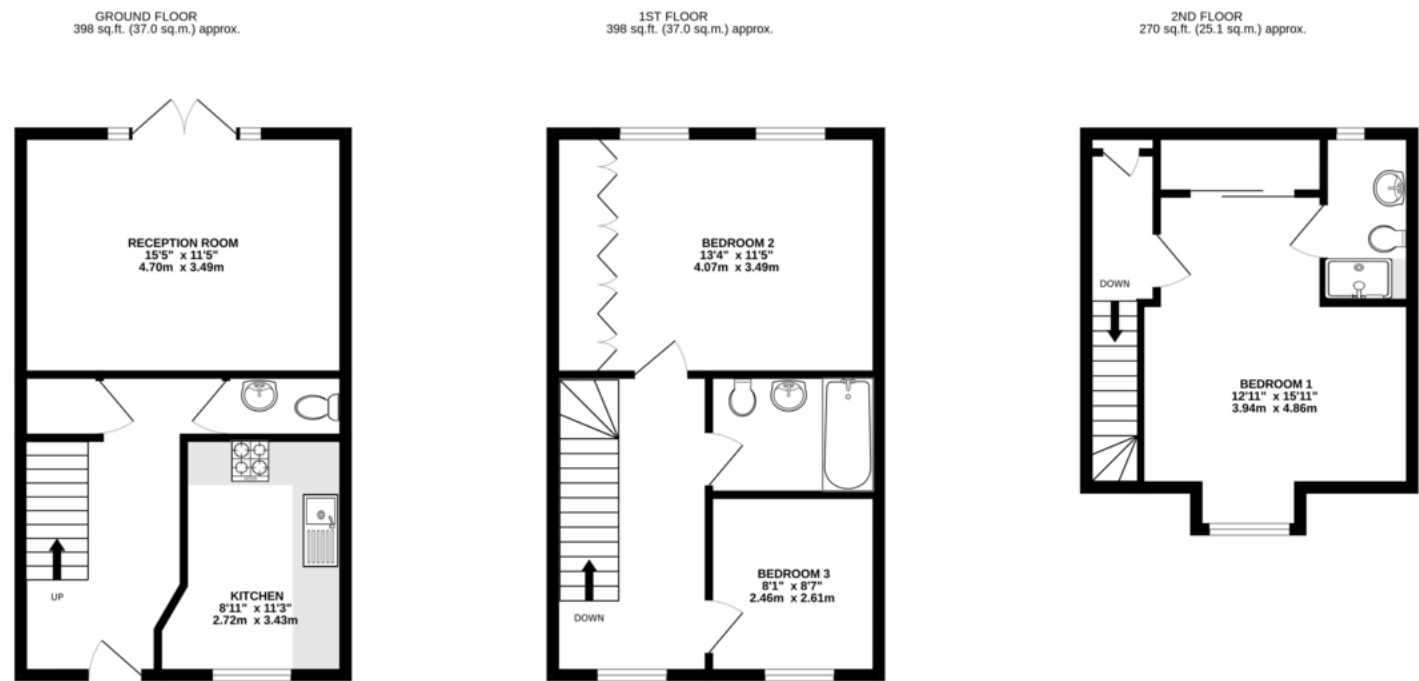 GROUND FLOOR
398 sq.ft. (37.0 sq.m.) approx.
RECEPTION ROOM
15'5" x 11'5"
4.70m x 3.49m
UP
KITCHEN
8'11" x 11'3"
2.72m x 3.43m
1ST FLOOR
398 sq.ft. (37.0 sq.m.) approx.
BEDROOM 2
13'4" x 11'5"
4.07m x 3.49m
DOWN
BEDROOM 3
8'1" x 8'7"
2.46m x 2.61m
2ND FLOOR
270 sq.ft. (25.1 sq.m.) approx.
DOWN
BEDROOM 1
12'11" x 15'11"
3.94m x 4.86m